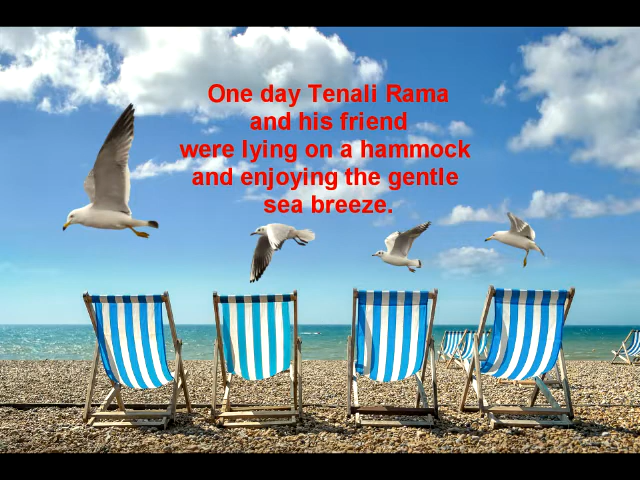 One day Tenali Rama
and his friend
were lying on a hammock
and enjoying the gentle
sea breeze.